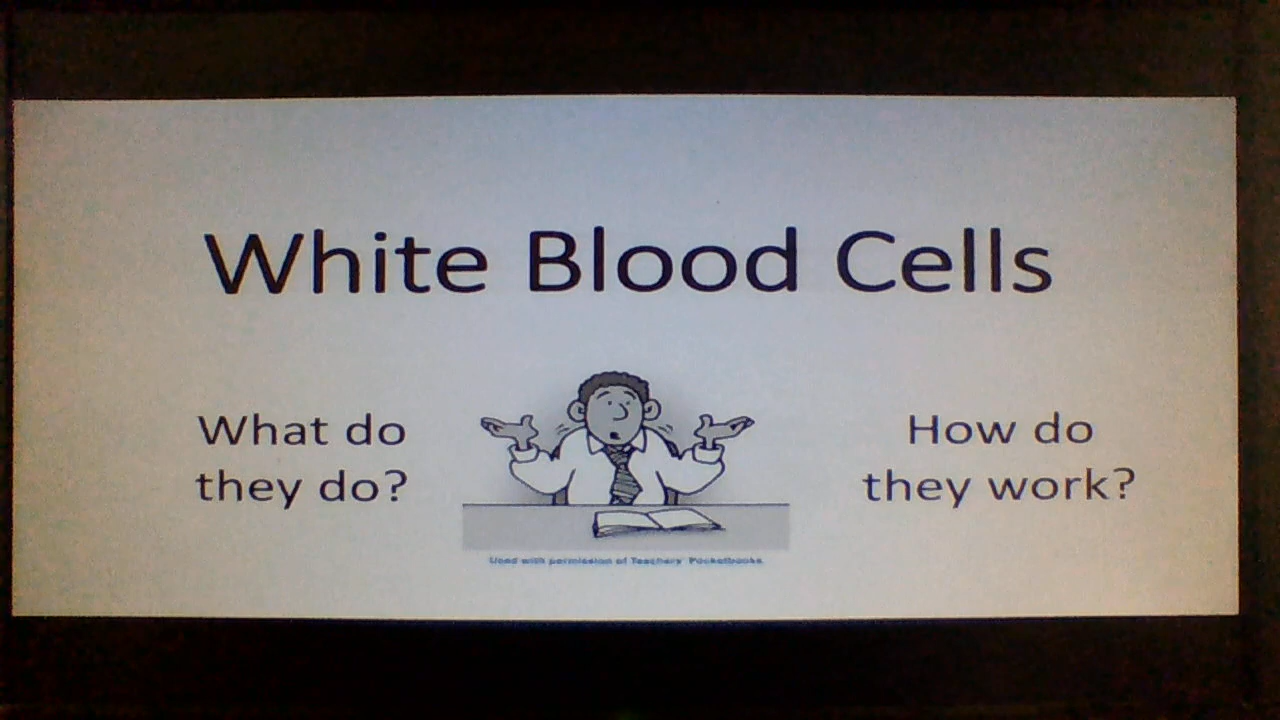 White Blood Cells
What do
they do?
How do
they work?
Used with permission of Teachers' Pocketbooks